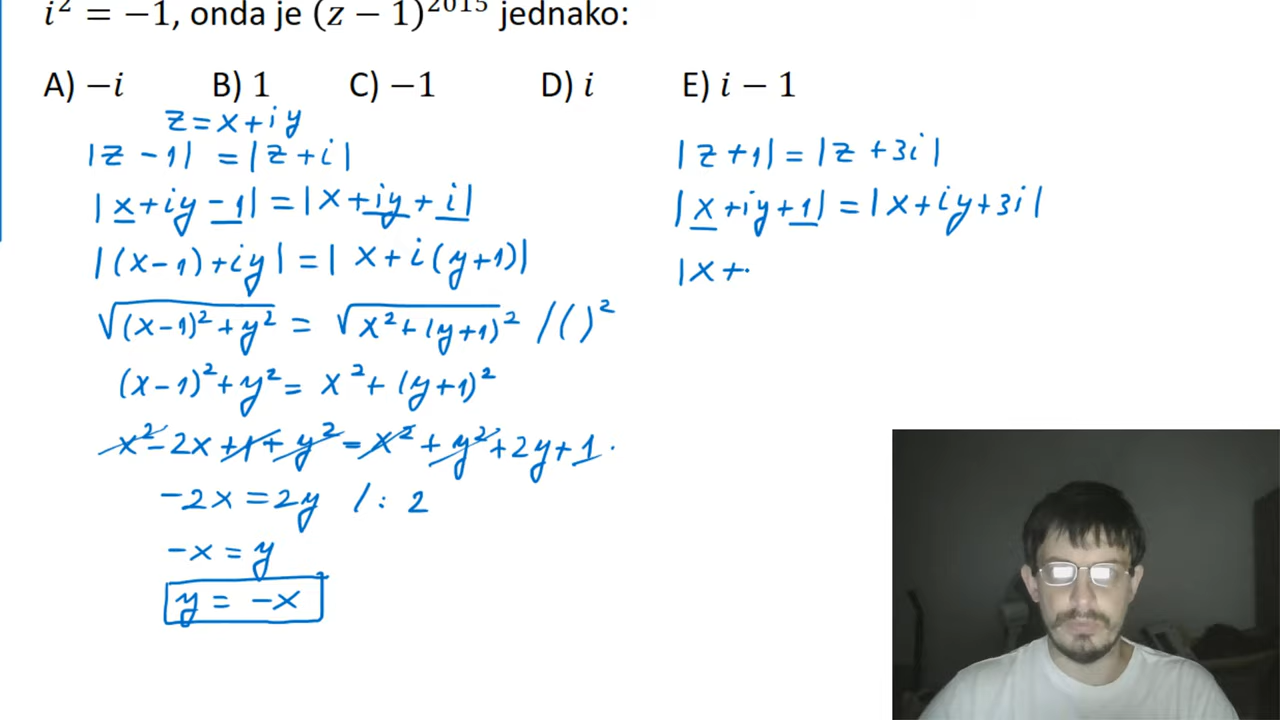 i² = −1, onda je (z − 1)²⁰¹⁵ jednako:
A) −i B) 1 C) −1 D) i E) i − 1
z = x + iy
|z − 1| = |z + i|
|x + iy − 1| = |x + iy + i|
|(x − 1) + iy| = |x + i(y + 1)|
√((x − 1)² + y²) = √(x² + (y + 1)²) /( )²
(x − 1)² + y² = x² + (y + 1)²
x² − 2x + 1 + y² = x² + y² + 2y + 1
−2x = 2y / : 2
−x = y
y = −x
|z + 1| = |z + 3i|
|x + iy + 1| = |x + iy + 3i|
|x +